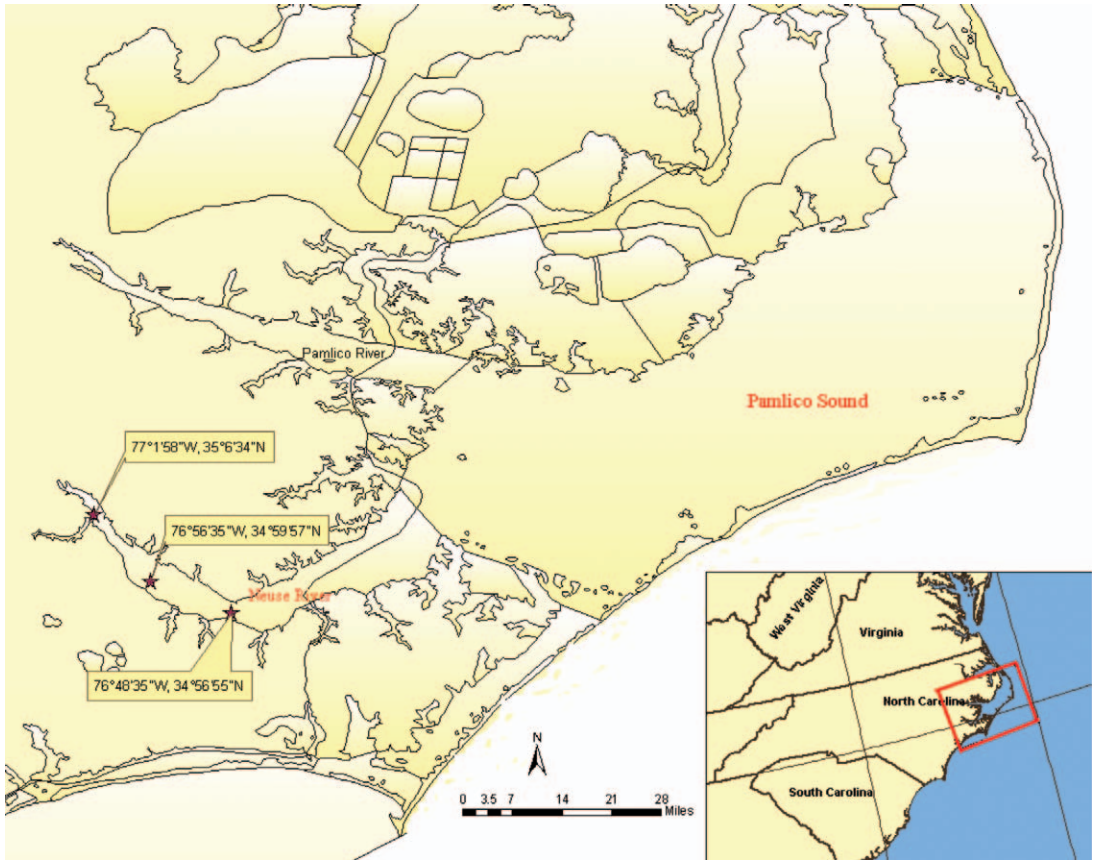 Pamlico River
Pamlico Sound
77°1'58"W, 35°6'34"N
76°56'35"W, 34°59'57"N
Neuse River
76°48'35"W, 34°56'55"N
N
0 3.5 7 14 21 28
Miles
West Virginia
Virginia
North Carolina
South Carolina